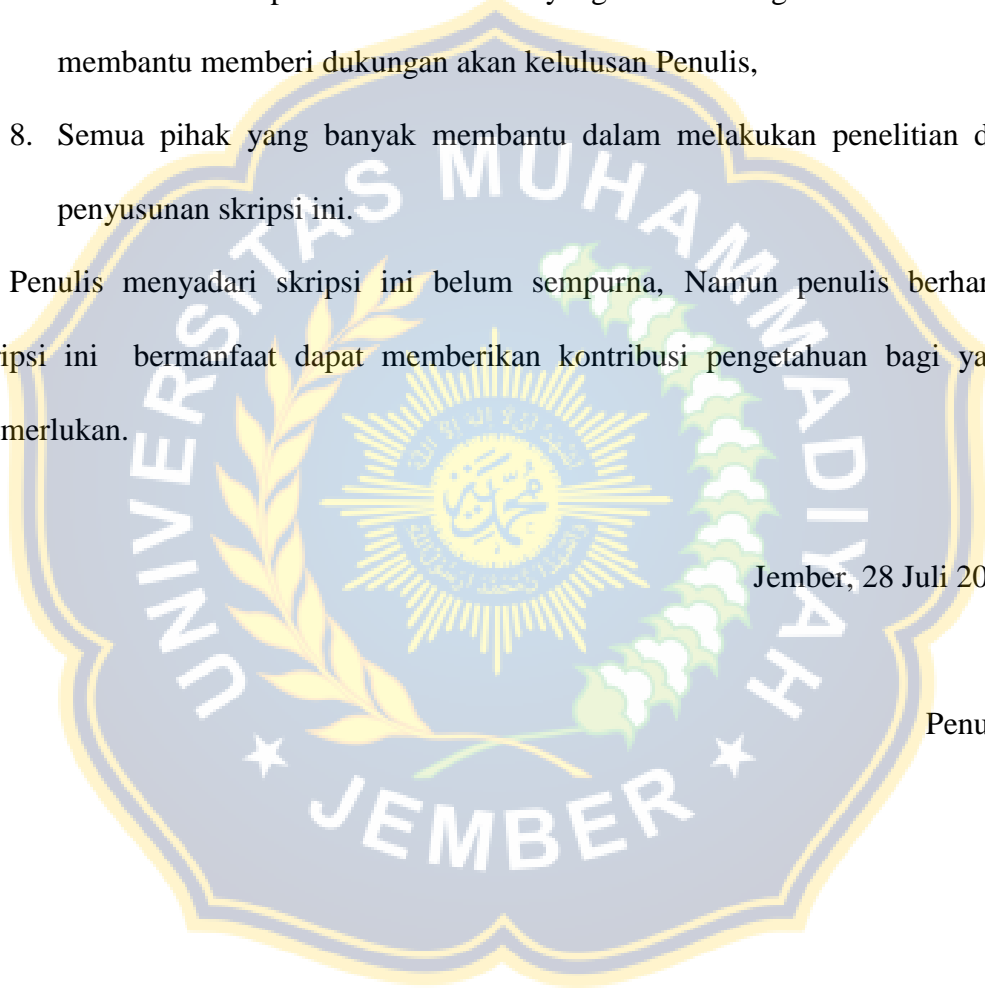 membantu memberi dukungan akan kelulusan Penulis,
8. Semua pihak yang banyak membantu dalam melakukan penelitian d
penyusunan skripsi ini.
Penulis menyadari skripsi ini belum sempurna, Namun penulis berhar
ipsi ini bermanfaat dapat memberikan kontribusi pengetahuan bagi ya
merlukan.
Jember, 28 Juli 20
Penu
UNIVERSITAS MUHAMMADIYAH
JEMBER